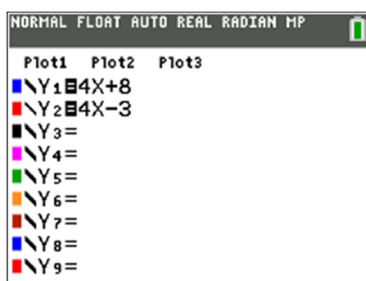 NORMAL FLOAT AUTO REAL RADIAN MP
Plot1 Plot2 Plot3
\Y₁=4X+8
\Y₂=4X−3
\Y₃=
\Y₄=
\Y₅=
\Y₆=
\Y₇=
\Y₈=
\Y₉=